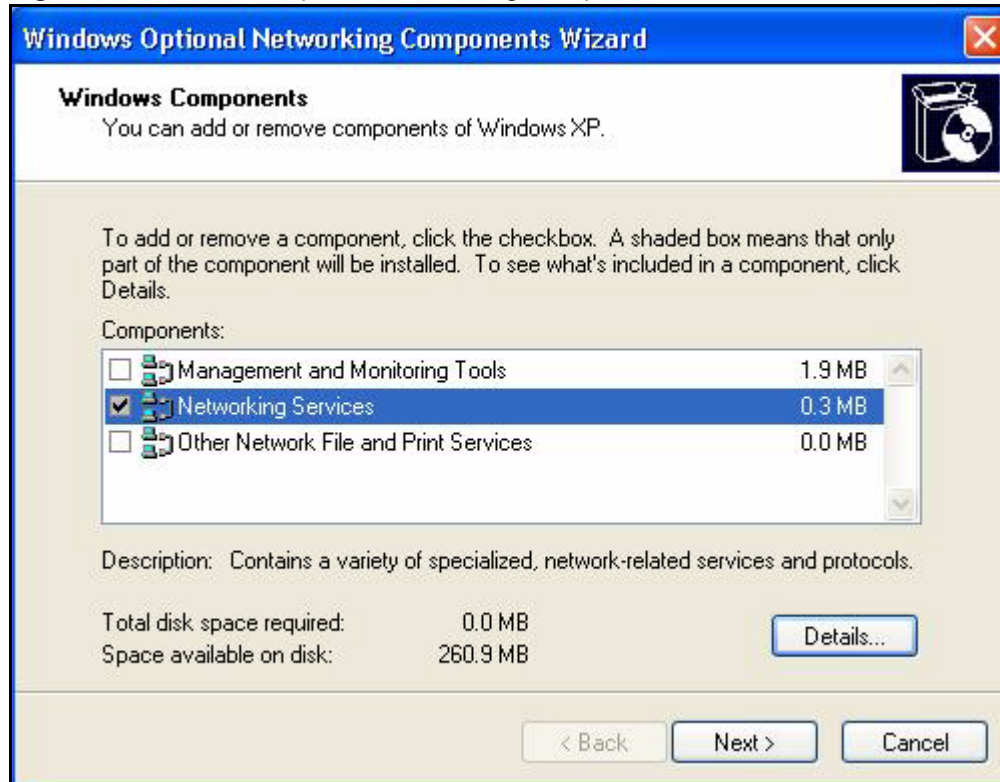 Windows Optional Networking Components Wizard
Windows Components
You can add or remove components of Windows XP.
To add or remove a component, click the checkbox. A shaded box means that only
part of the component will be installed. To see what's included in a component, click
Details.
Components:
Management and Monitoring Tools 1.9 MB
Networking Services 0.3 MB
Other Network File and Print Services 0.0 MB
Description: Contains a variety of specialized, network-related services and protocols.
Total disk space required: 0.0 MB
Space available on disk: 260.9 MB
Details...
< Back Next > Cancel